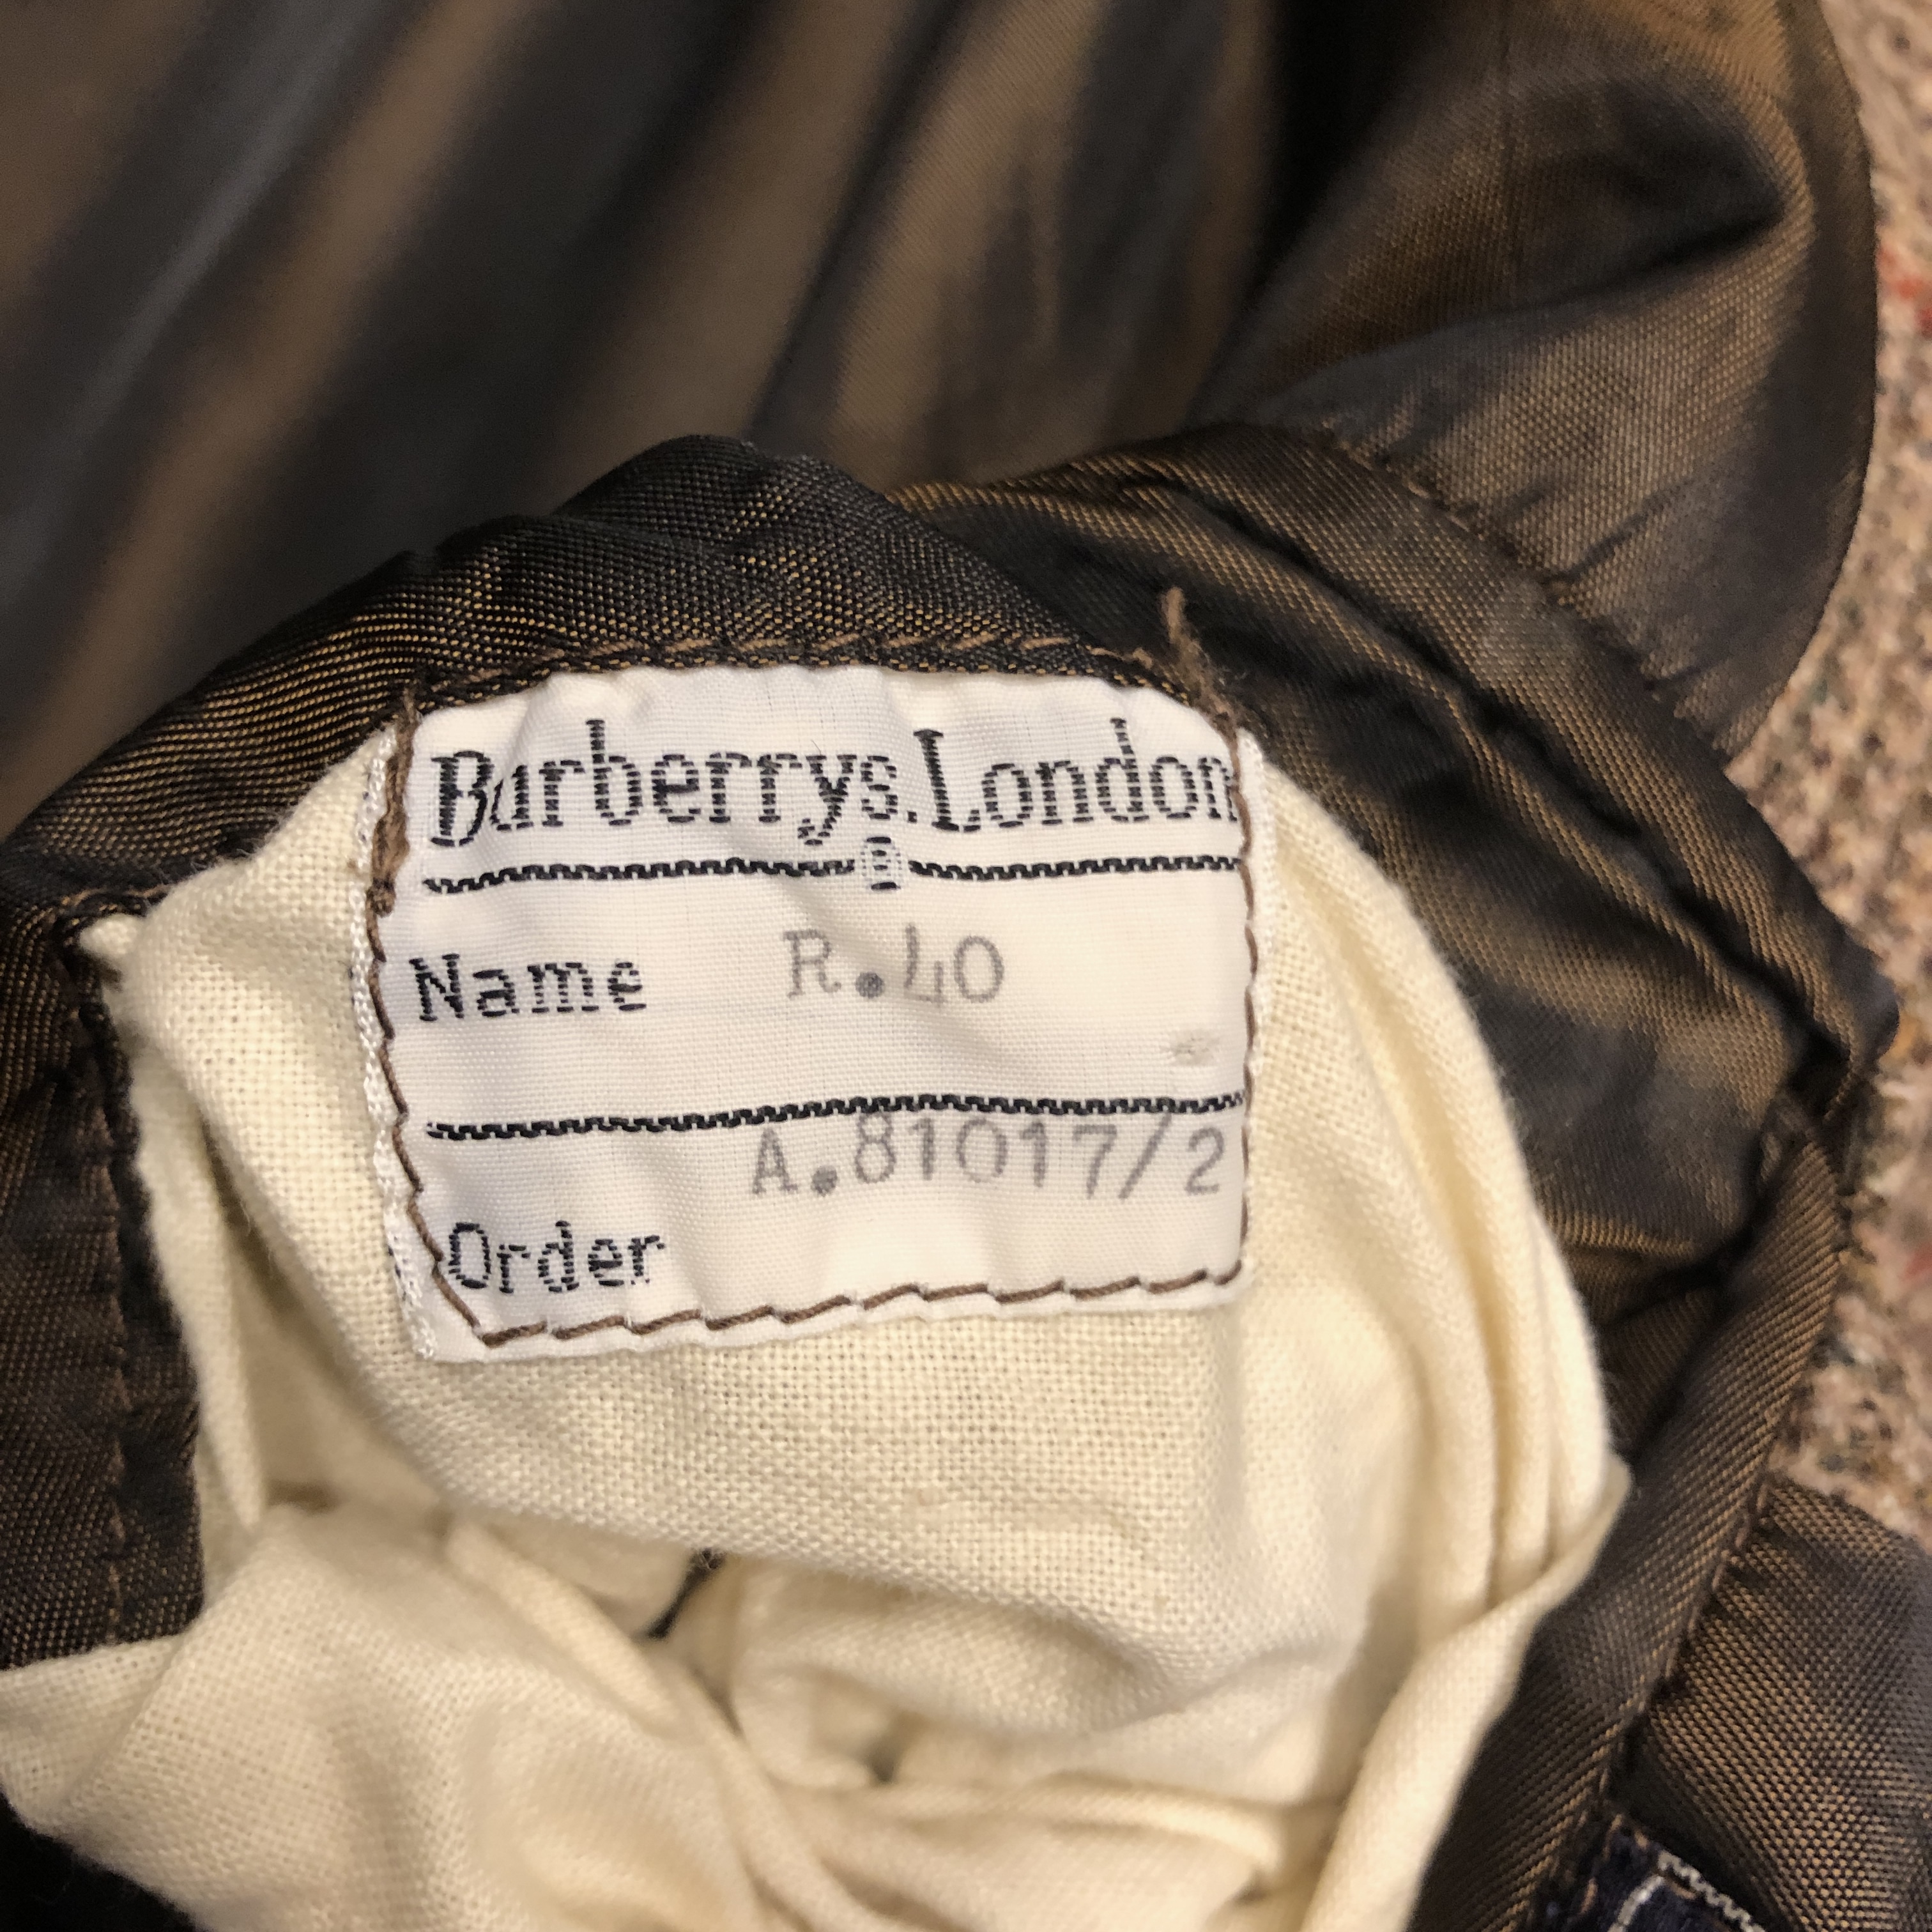 Burberrys.London
Name R.40
A.81017/2
Order